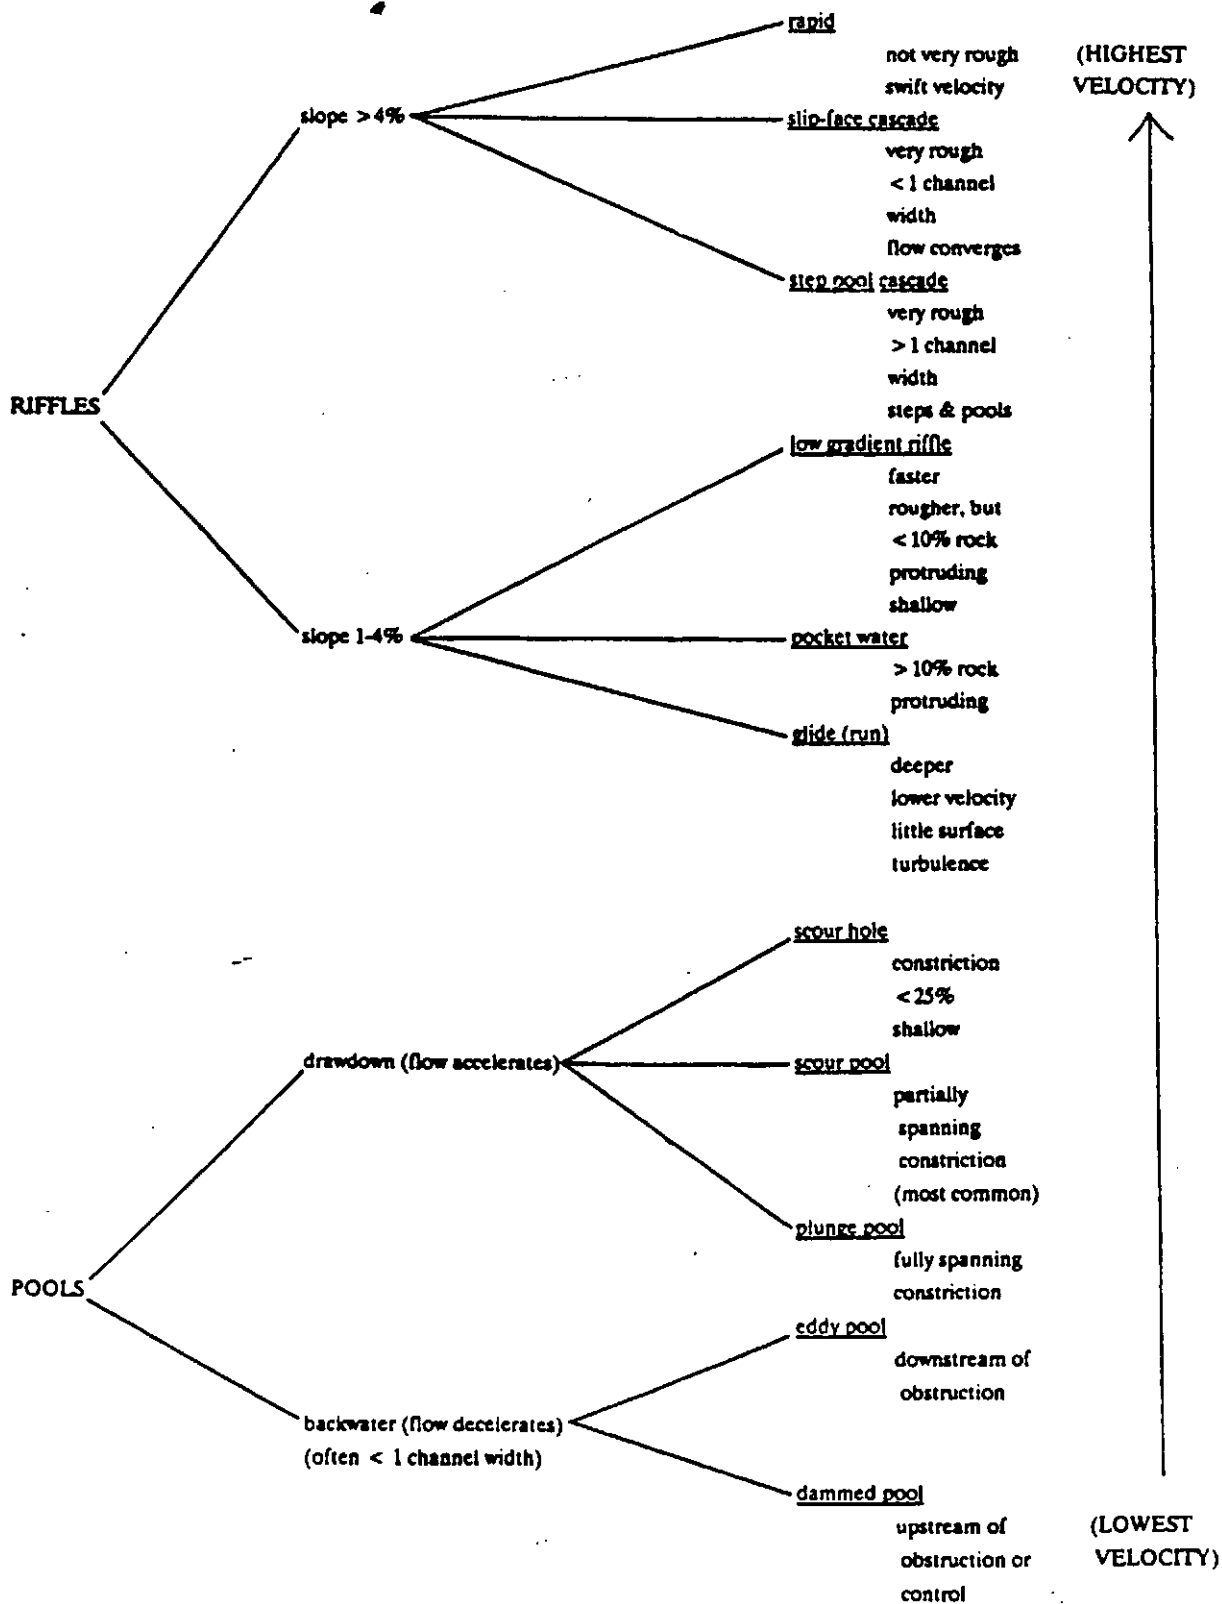 rapid
not very rough
swift velocity
(HIGHEST
VELOCITY)
slope > 4%
slip-face cascade
very rough
< 1 channel
width
flow converges
step pool cascade
very rough
> 1 channel
width
steps & pools
RIFFLES
low gradient riffle
faster
rougher, but
< 10% rock
protruding
shallow
slope 1-4%
pocket water
> 10% rock
protruding
glide (run)
deeper
lower velocity
little surface
turbulence
scour hole
constriction
< 25%
shallow
drawdown (flow accelerates)
scour pool
partially
spanning
constriction
(most common)
plunge pool
fully spanning
constriction
POOLS
eddy pool
downstream of
obstruction
backwater (flow decelerates)
(often < 1 channel width)
dammed pool
upstream of
obstruction or
control
(LOWEST
VELOCITY)